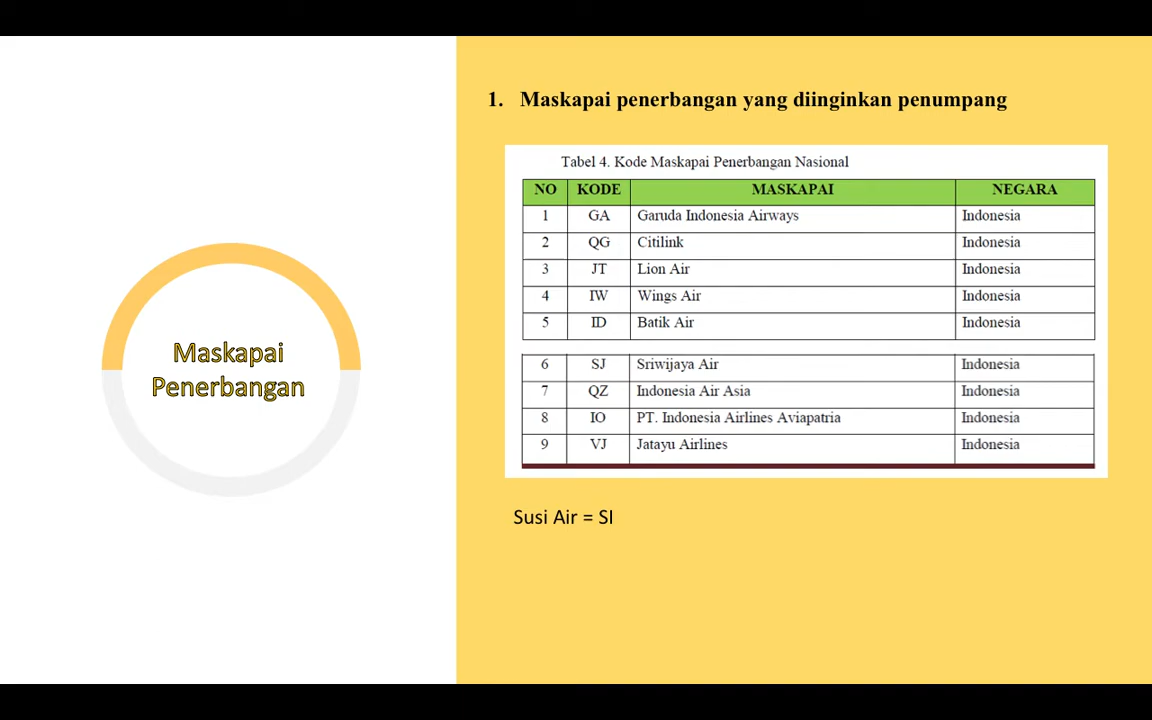 1. Maskapai penerbangan yang diinginkan penumpang
Tabel 4. Kode Maskapai Penerbangan Nasional
NO KODE MASKAPAI NEGARA
1 GA Garuda Indonesia Airways Indonesia
2 QG Citilink Indonesia
3 JT Lion Air Indonesia
4 IW Wings Air Indonesia
5 ID Batik Air Indonesia
6 SJ Sriwijaya Air Indonesia
7 QZ Indonesia Air Asia Indonesia
8 IO PT. Indonesia Airlines Aviapatria Indonesia
9 VJ Jatayu Airlines Indonesia
Susi Air = SI
Maskapai
Penerbangan